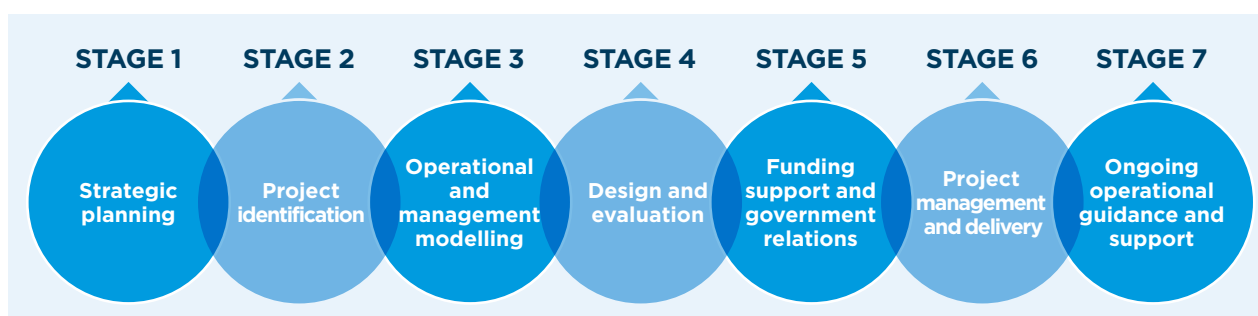 STAGE 1
STAGE 2
STAGE 3
STAGE 4
STAGE 5
STAGE 6
STAGE 7
Strategic
planning
Project
identification
Operational
and
management
modelling
Design and
evaluation
Funding
support and
government
relations
Project
management
and delivery
Ongoing
operational
guidance and
support